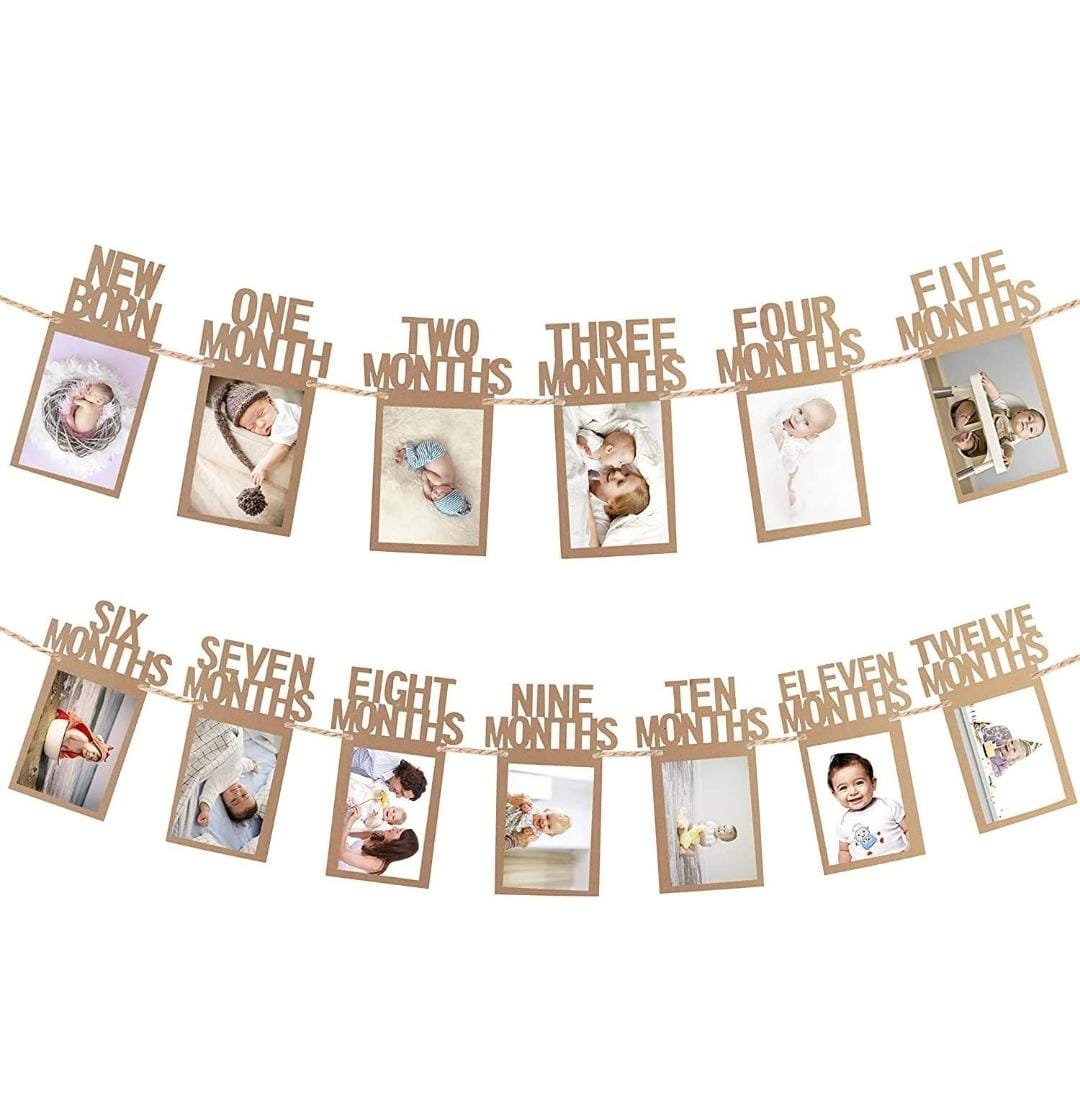 NEW
BORN
ONE
MONTH
TWO
MONTHS
THREE
MONTHS
FOUR
MONTHS
FIVE
MONTHS
SIX
MONTHS
SEVEN
MONTHS
EIGHT
MONTHS
NINE
MONTHS
TEN
MONTHS
ELEVEN
MONTHS
TWELVE
MONTHS